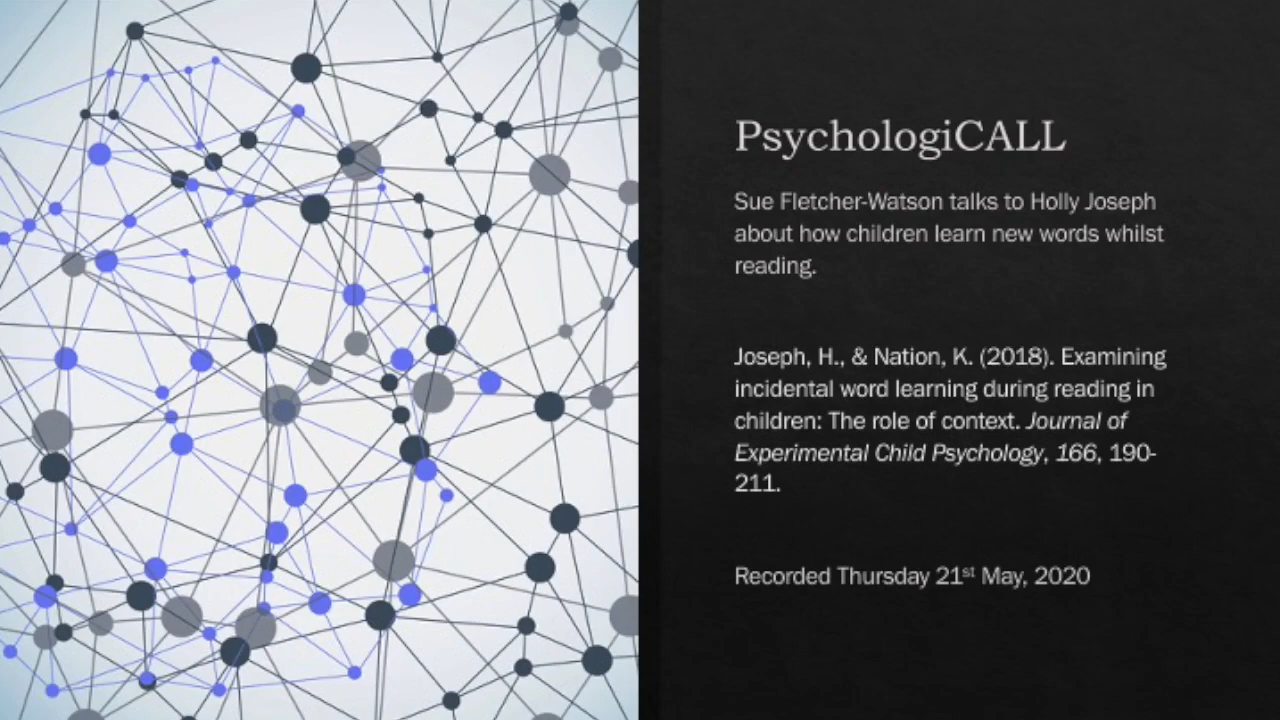 PsychologiCALL
Sue Fletcher-Watson talks to Holly Joseph
about how children learn new words whilst
reading.
Joseph, H., & Nation, K. (2018). Examining
incidental word learning during reading in
children: The role of context. Journal of
Experimental Child Psychology, 166, 190-
211.
Recorded Thursday 21st May, 2020